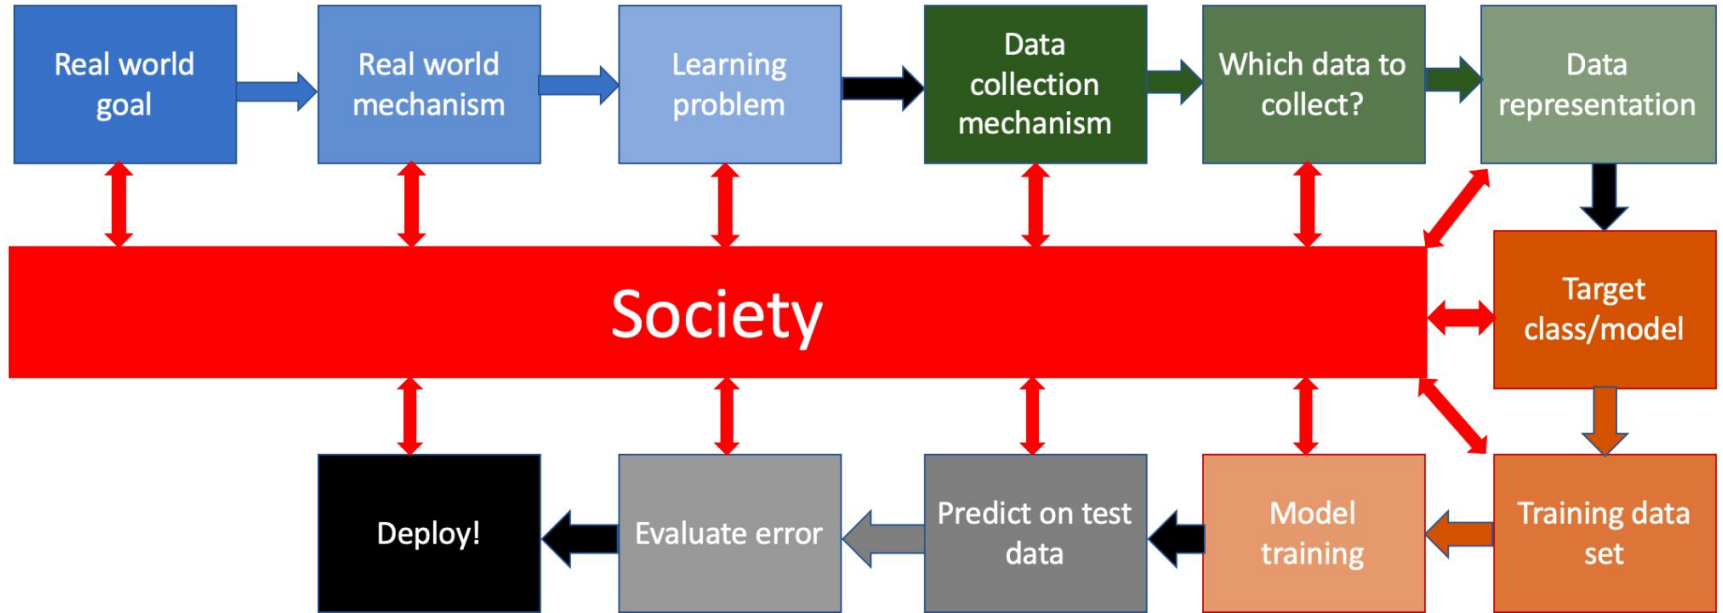 Real world
goal
Real world
mechanism
Learning
problem
Data
collection
mechanism
Which data to
collect?
Data
representation
Society
Target
class/model
Deploy!
Evaluate error
Predict on test
data
Model
training
Training data
set